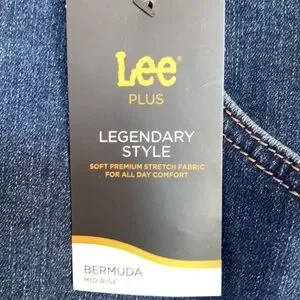 Lee®
PLUS
LEGENDARY
STYLE
SOFT PREMIUM STRETCH FABRIC
FOR ALL DAY COMFORT
BERMUDA
MID RISE